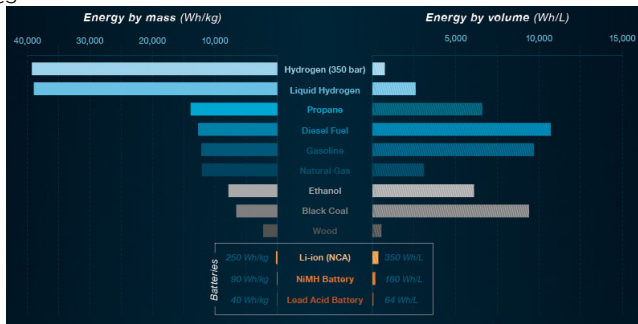 Energy by mass (Wh/kg)
Energy by volume (Wh/L)
40,000 30,000 20,000 10,000
5,000 10,000 15,000
Hydrogen (350 bar)
Liquid Hydrogen
Propane
Diesel Fuel
Gasoline
Natural Gas
Ethanol
Black Coal
Wood
Batteries
250 Wh/kg Li-ion (NCA) 350 Wh/L
90 Wh/kg NiMH Battery 180 Wh/L
40 Wh/kg Lead Acid Battery 64 Wh/L